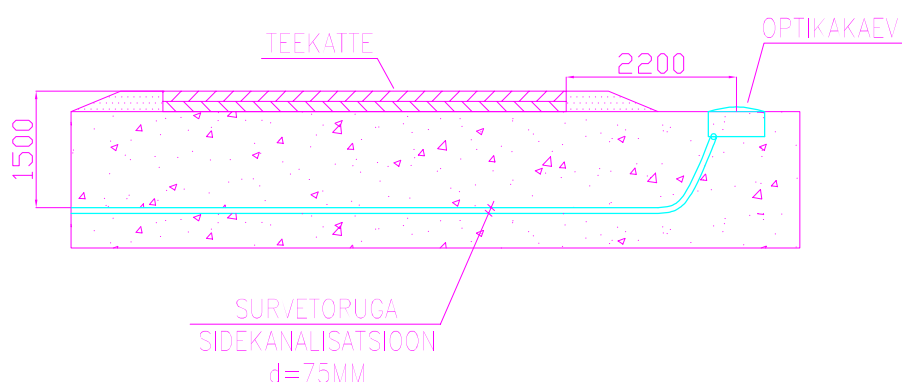 TEEKATTE
OPTIKAKAEV
2200
1500
SURVETORUGA
SIDEKANALISATSIOON
d=75MM